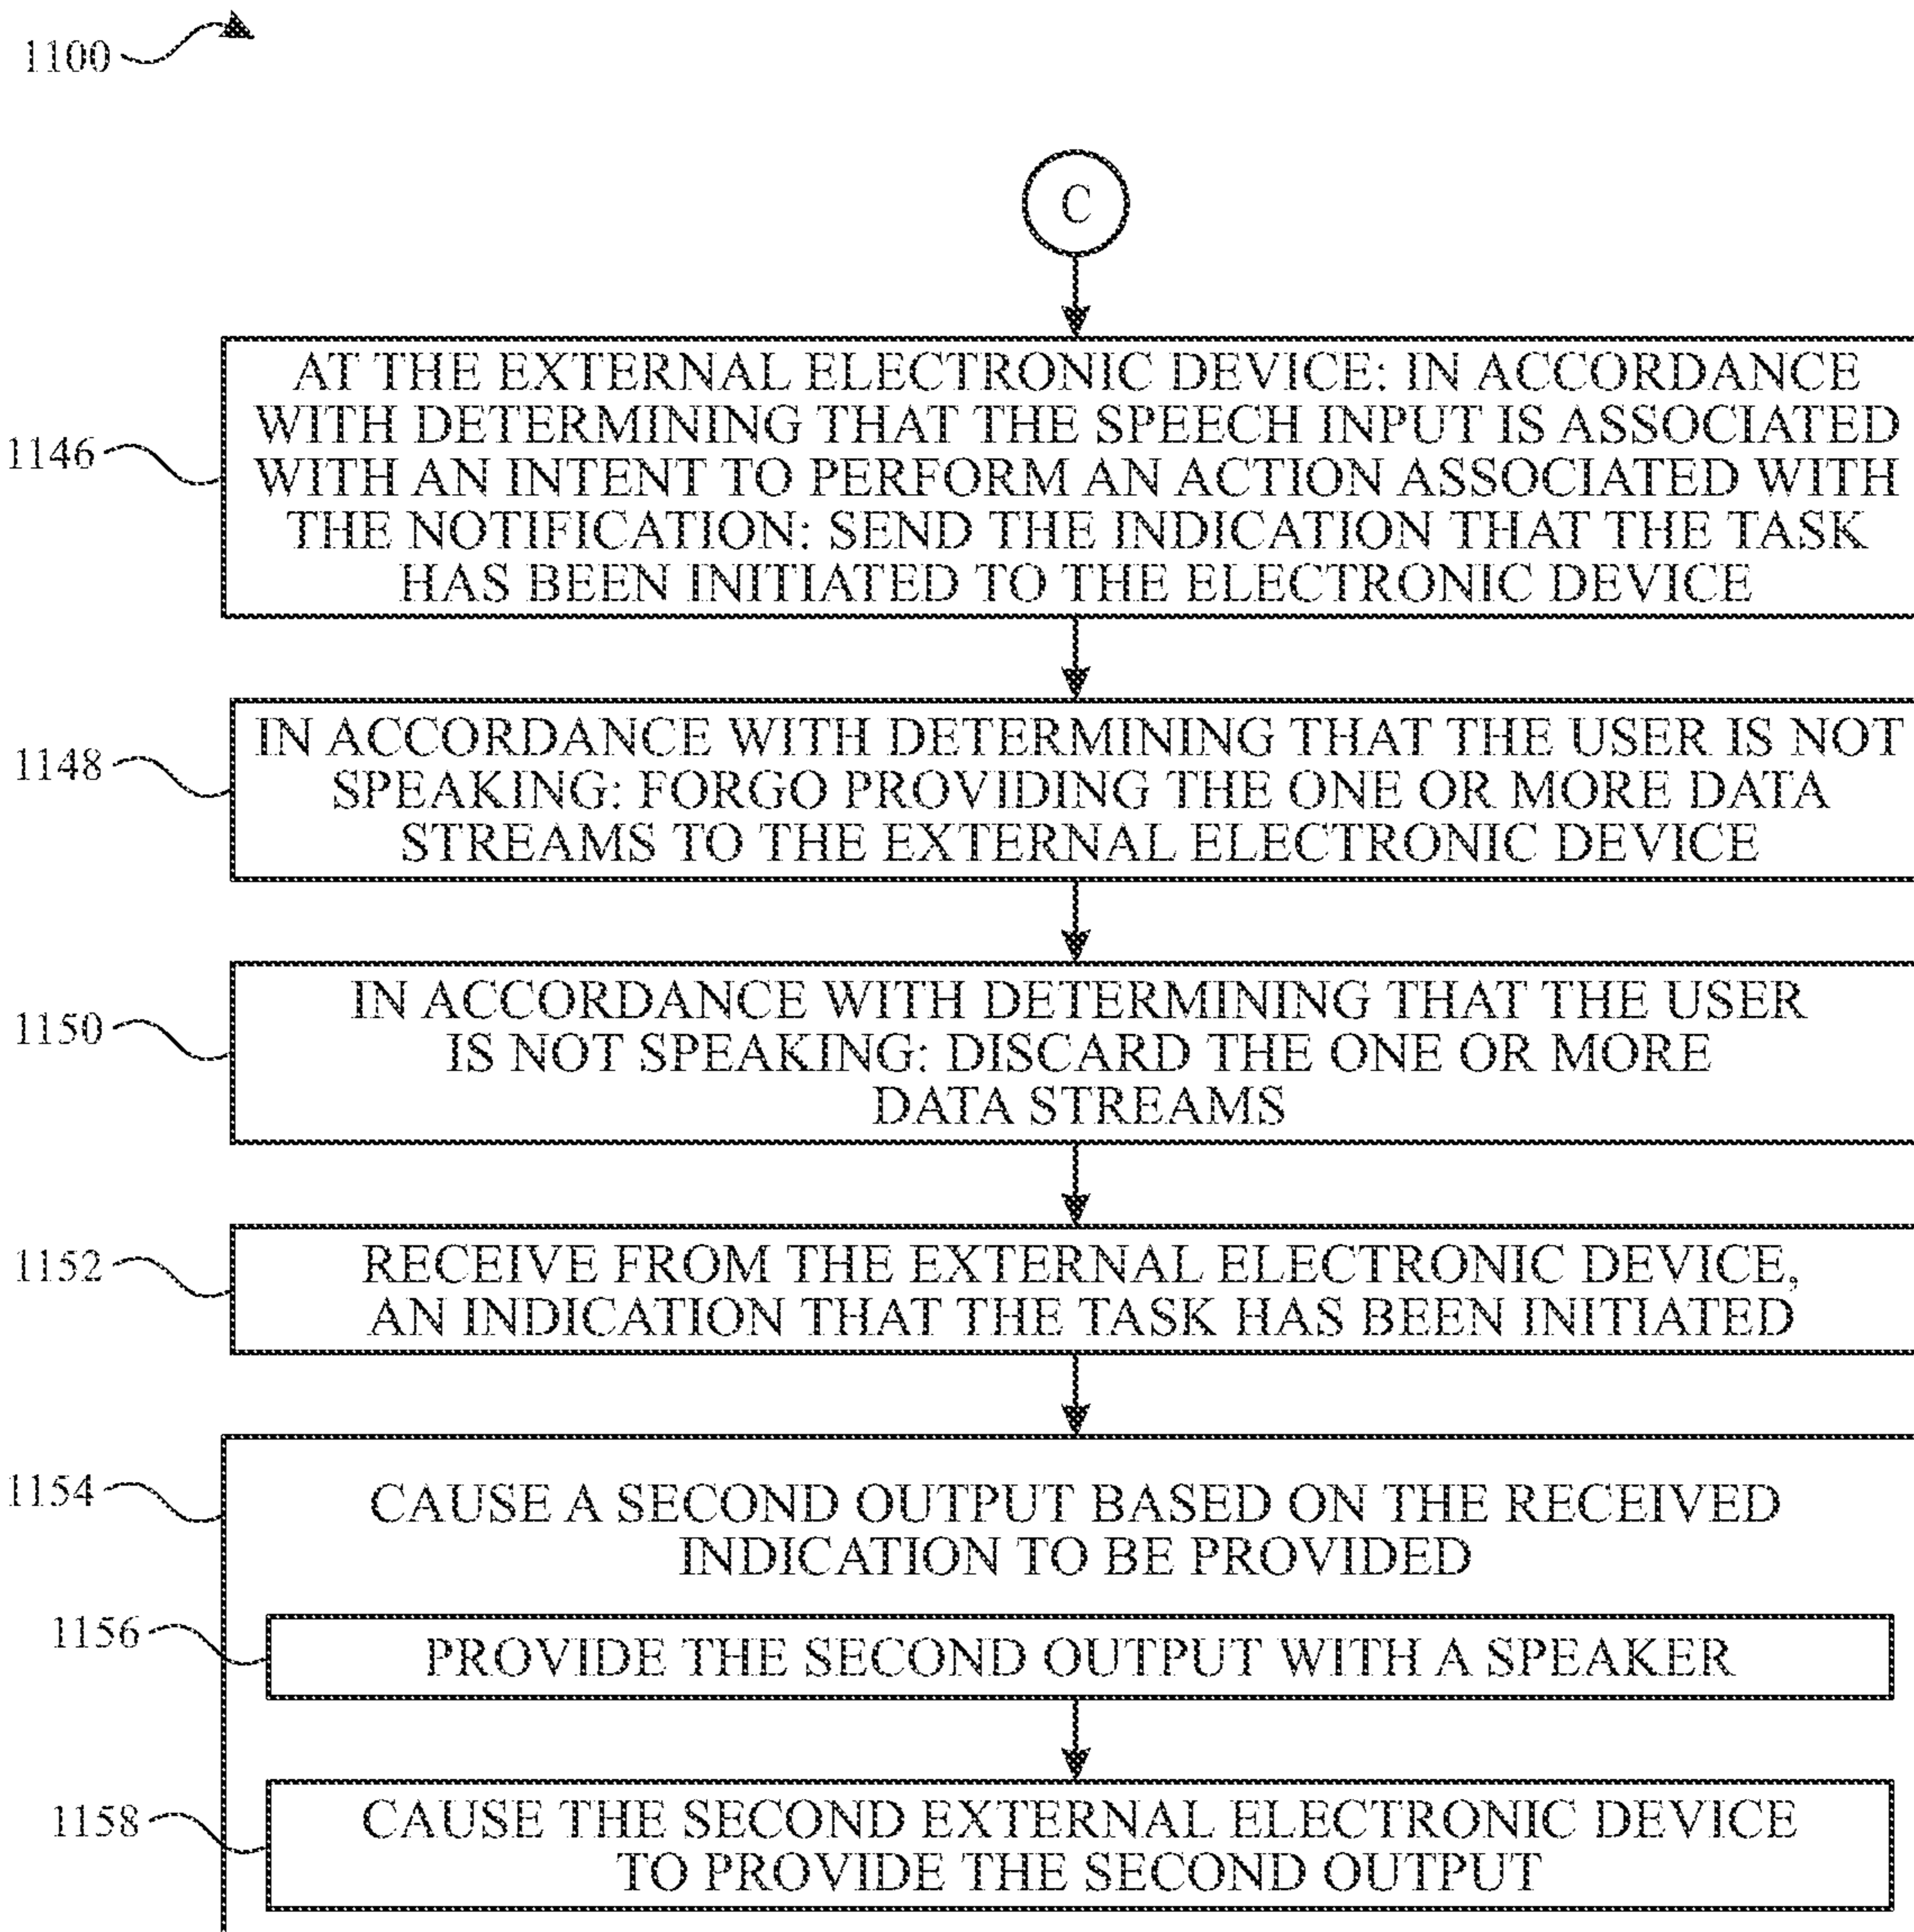 1100
C
1146
AT THE EXTERNAL ELECTRONIC DEVICE: IN ACCORDANCE
WITH DETERMINING THAT THE SPEECH INPUT IS ASSOCIATED
WITH AN INTENT TO PERFORM AN ACTION ASSOCIATED WITH
THE NOTIFICATION: SEND THE INDICATION THAT THE TASK
HAS BEEN INITIATED TO THE ELECTRONIC DEVICE
1148
IN ACCORDANCE WITH DETERMINING THAT THE USER IS NOT
SPEAKING: FORGO PROVIDING THE ONE OR MORE DATA
STREAMS TO THE EXTERNAL ELECTRONIC DEVICE
1150
IN ACCORDANCE WITH DETERMINING THAT THE USER
IS NOT SPEAKING: DISCARD THE ONE OR MORE
DATA STREAMS
1152
RECEIVE FROM THE EXTERNAL ELECTRONIC DEVICE,
AN INDICATION THAT THE TASK HAS BEEN INITIATED
1154
CAUSE A SECOND OUTPUT BASED ON THE RECEIVED
INDICATION TO BE PROVIDED
1156
PROVIDE THE SECOND OUTPUT WITH A SPEAKER
1158
CAUSE THE SECOND EXTERNAL ELECTRONIC DEVICE
TO PROVIDE THE SECOND OUTPUT